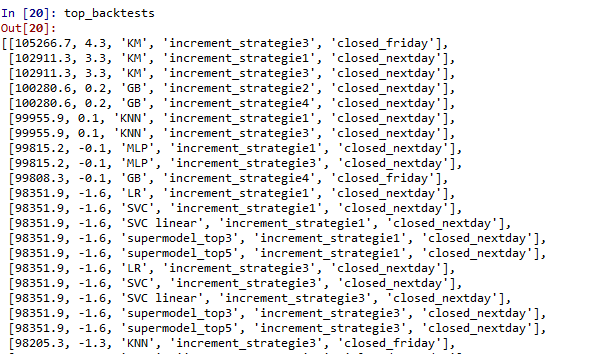 In [20]: top_backtests
Out[20]:
[[105266.7, 4.3, 'KM', 'increment_strategie3', 'closed_friday'],
[102911.3, 3.3, 'KM', 'increment_strategie1', 'closed_nextday'],
[102911.3, 3.3, 'KM', 'increment_strategie3', 'closed_nextday'],
[100280.6, 0.2, 'GB', 'increment_strategie2', 'closed_nextday'],
[100280.6, 0.2, 'GB', 'increment_strategie4', 'closed_nextday'],
[99955.9, 0.1, 'KNN', 'increment_strategie1', 'closed_nextday'],
[99955.9, 0.1, 'KNN', 'increment_strategie3', 'closed_nextday'],
[99815.2, -0.1, 'MLP', 'increment_strategie1', 'closed_nextday'],
[99815.2, -0.1, 'MLP', 'increment_strategie3', 'closed_nextday'],
[99808.3, -0.1, 'GB', 'increment_strategie4', 'closed_friday'],
[98351.9, -1.6, 'LR', 'increment_strategie1', 'closed_nextday'],
[98351.9, -1.6, 'SVC', 'increment_strategie1', 'closed_nextday'],
[98351.9, -1.6, 'SVC linear', 'increment_strategie1', 'closed_nextday'],
[98351.9, -1.6, 'supermodel_top3', 'increment_strategie1', 'closed_nextday'],
[98351.9, -1.6, 'supermodel_top5', 'increment_strategie1', 'closed_nextday'],
[98351.9, -1.6, 'LR', 'increment_strategie3', 'closed_nextday'],
[98351.9, -1.6, 'SVC', 'increment_strategie3', 'closed_nextday'],
[98351.9, -1.6, 'SVC linear', 'increment_strategie3', 'closed_nextday'],
[98351.9, -1.6, 'supermodel_top3', 'increment_strategie3', 'closed_nextday'],
[98351.9, -1.6, 'supermodel_top5', 'increment_strategie3', 'closed_nextday'],
[98205.3, -1.3, 'KNN', 'increment_strategie3', 'closed_friday'],